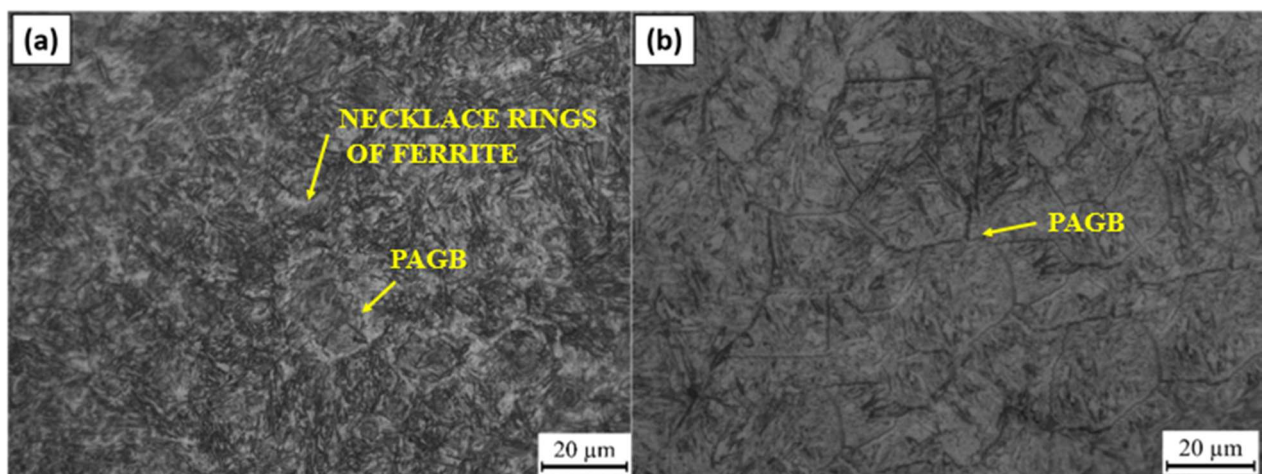 (a)
NECKLACE RINGS
OF FERRITE
PAGB
20 µm
(b)
PAGB
20 µm